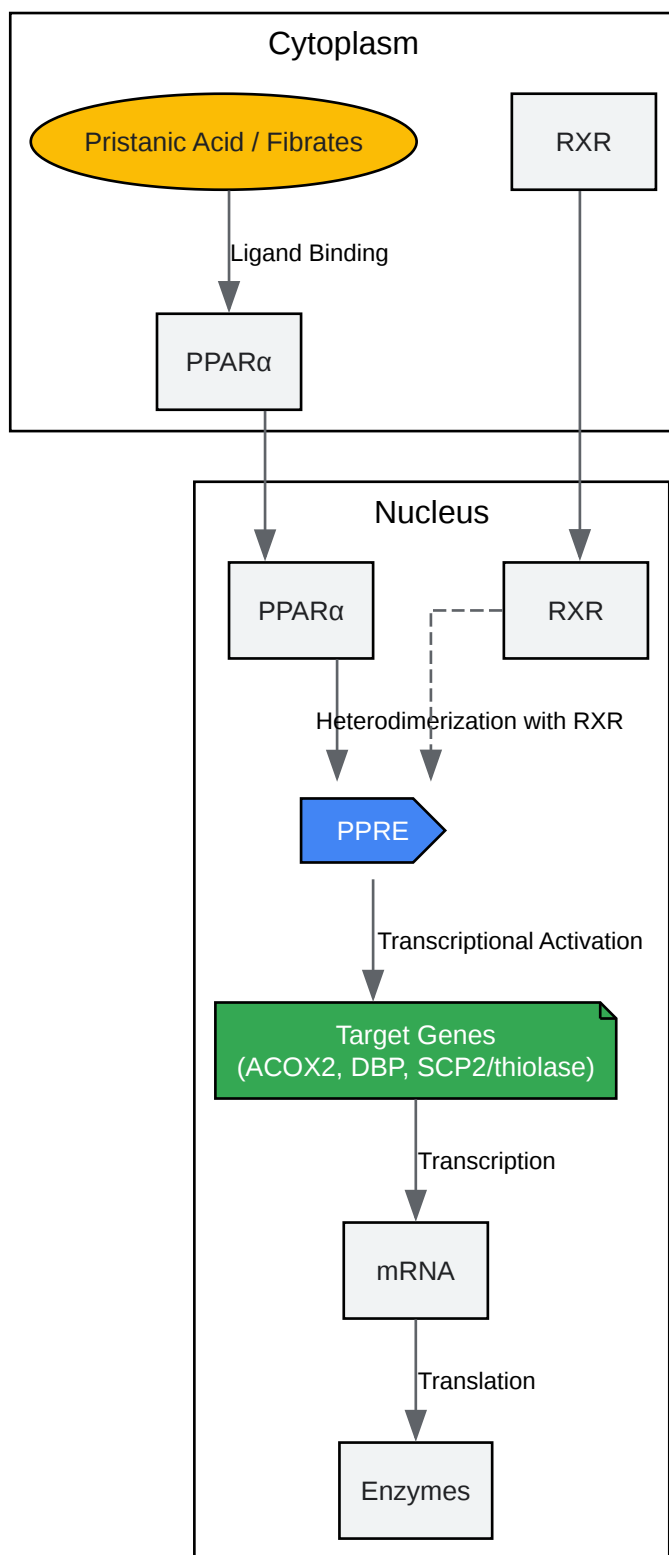 Cytoplasm
Pristanic Acid / Fibrates
RXR
Ligand Binding
PPARα
Nucleus
PPARα
RXR
Heterodimerization with RXR
PPRE
Transcriptional Activation
Target Genes
(ACOX2, DBP, SCP2/thiolase)
Transcription
mRNA
Translation
Enzymes